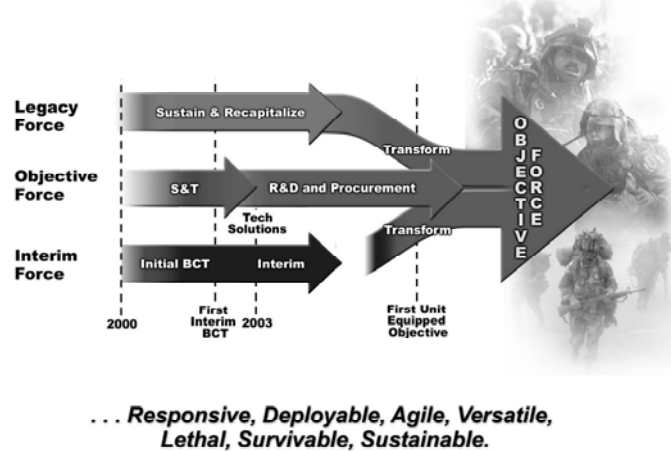 Legacy
Force
Sustain & Recapitalize
Transform
Objective
Force
S&T
R&D and Procurement
Tech
Solutions
Transform
Interim
Force
Initial BCT
Interim
OBJECTIVE
FORCE
2000
First
Interim
BCT
2003
First Unit
Equipped
Objective
. . . Responsive, Deployable, Agile, Versatile,
Lethal, Survivable, Sustainable.